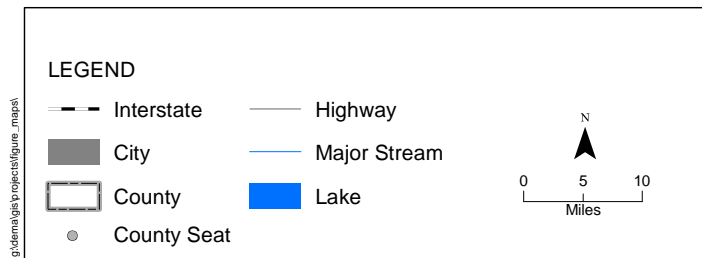 LEGEND
Interstate
Highway
City
Major Stream
County
Lake
County Seat
N
0 5 10
Miles
g:\dema\gis\projects\figure_maps\